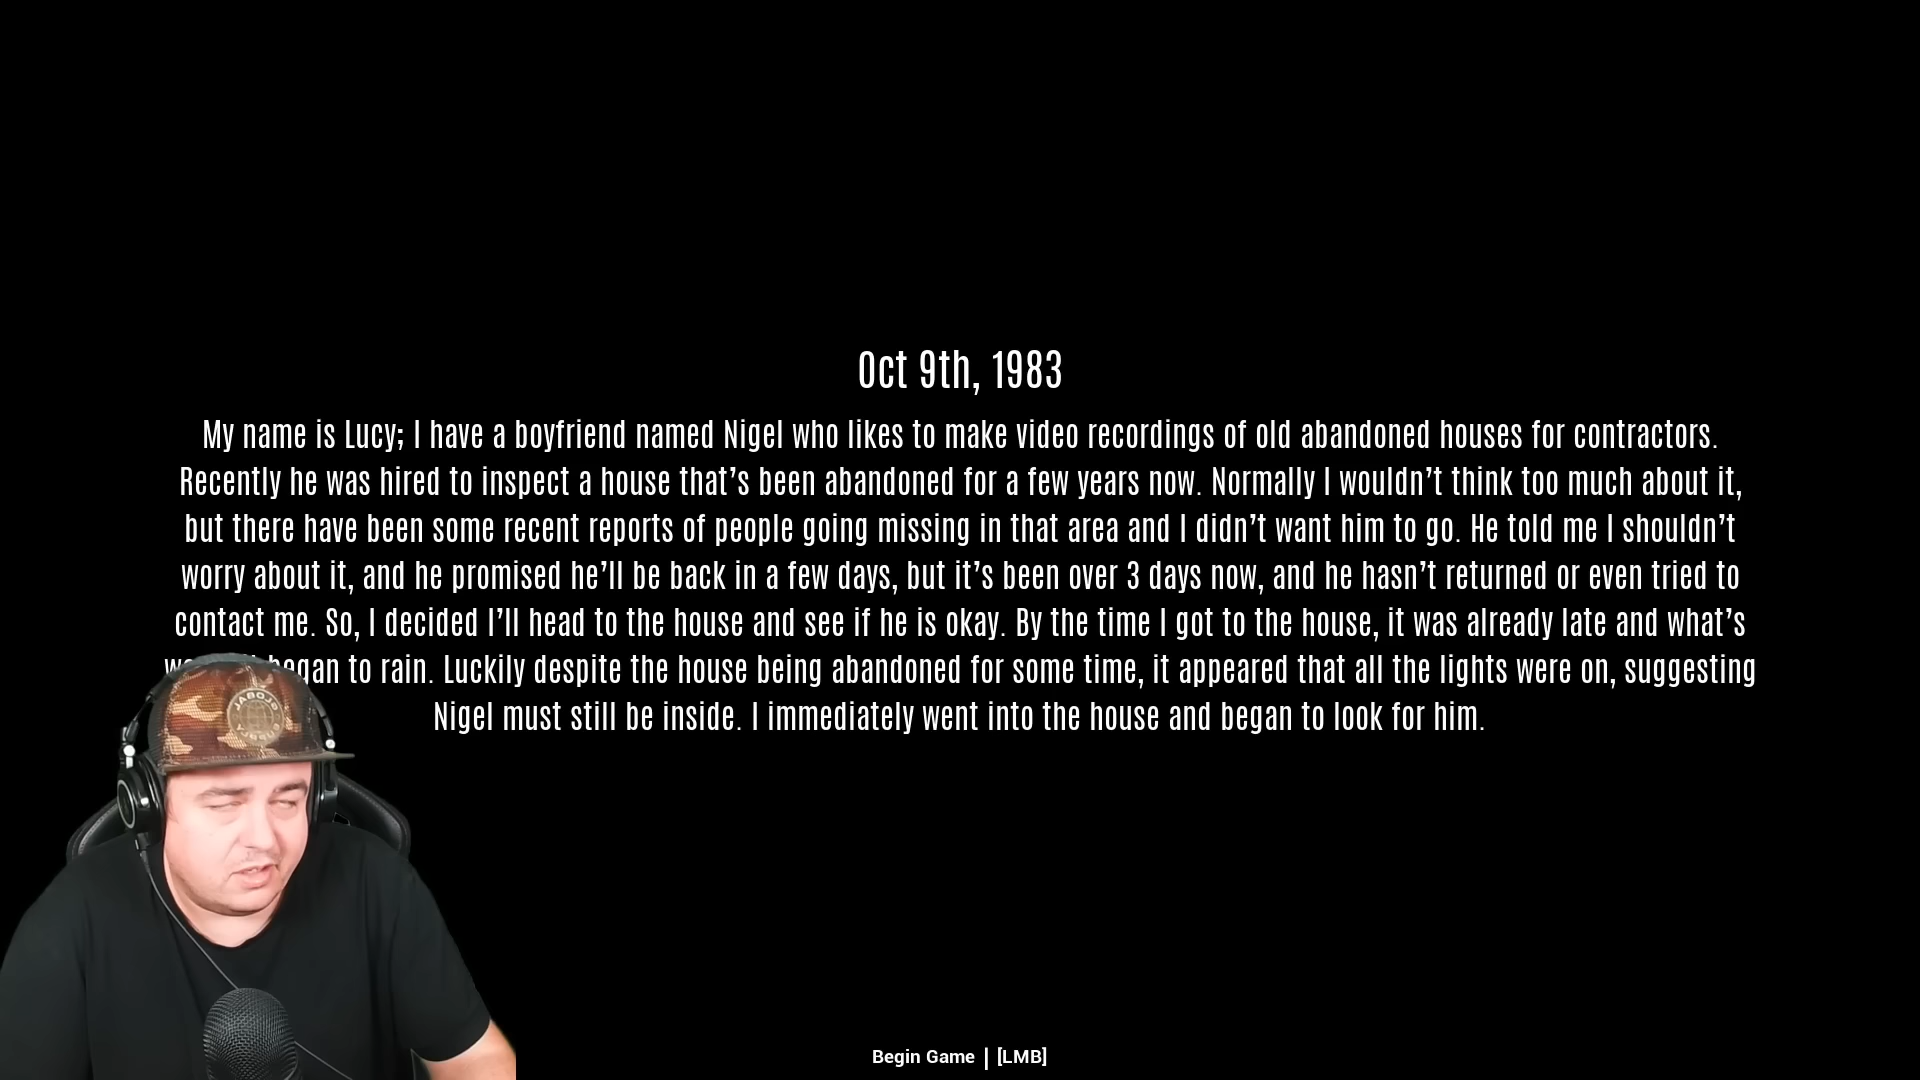 Oct 9th, 1983
My name is Lucy; I have a boyfriend named Nigel who likes to make video recordings of old abandoned houses for contractors.
Recently he was hired to inspect a house that’s been abandoned for a few years now. Normally I wouldn’t think too much about it,
but there have been some recent reports of people going missing in that area and I didn’t want him to go. He told me I shouldn’t
worry about it, and he promised he’ll be back in a few days, but it’s been over 3 days now, and he hasn’t returned or even tried to
contact me. So, I decided I’ll head to the house and see if he is okay. By the time I got to the house, it was already late and what’s
to rain. Luckily despite the house being abandoned for some time, it appeared that all the lights were on, suggesting
Nigel must still be inside. I immediately went into the house and began to look for him.
Begin Game | [LMB]